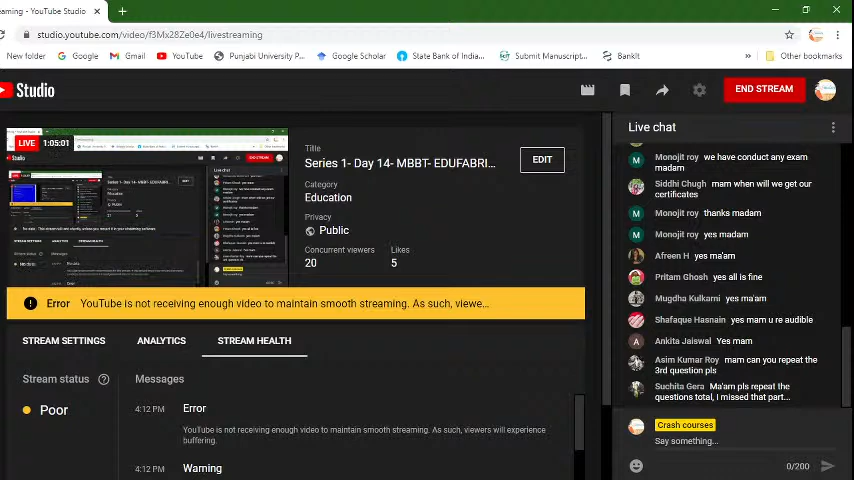 eaming - YouTube Studio
studio.youtube.com/video/f3Mx28Ze0e4/livestreaming
New folder Google Gmail YouTube Punjabi University P... Google Scholar State Bank of India... Submit Manuscript... BankIt » Other bookmarks
Studio
END STREAM
LIVE 1:05:01
Title
Series 1- Day 14- MBBT- EDUFABRI...
EDIT
Category
Education
Privacy
Public
Concurrent viewers Likes
20 5
Error YouTube is not receiving enough video to maintain smooth streaming. As such, viewe...
STREAM SETTINGS ANALYTICS STREAM HEALTH
Stream status Messages
Poor
4:12 PM Error
YouTube is not receiving enough video to maintain smooth streaming. As such, viewers will experience
buffering.
4:12 PM Warning
Live chat
Monojit roy we have conduct any exam
madam
Siddhi Chugh mam when will we get our
certificates
Monojit roy thanks madam
Monojit roy yes madam
Afreen H yes ma'am
Pritam Ghosh yes all is fine
Mugdha Kulkarni yes ma'am
Shafaque Hasnain yes mam u re audible
Ankita Jaiswal Yes mam
Asim Kumar Roy mam can you repeat the
3rd question pls
Suchita Gera Ma'am pls repeat the
questions total, I missed that part...
Crash courses
Say something...
0/200